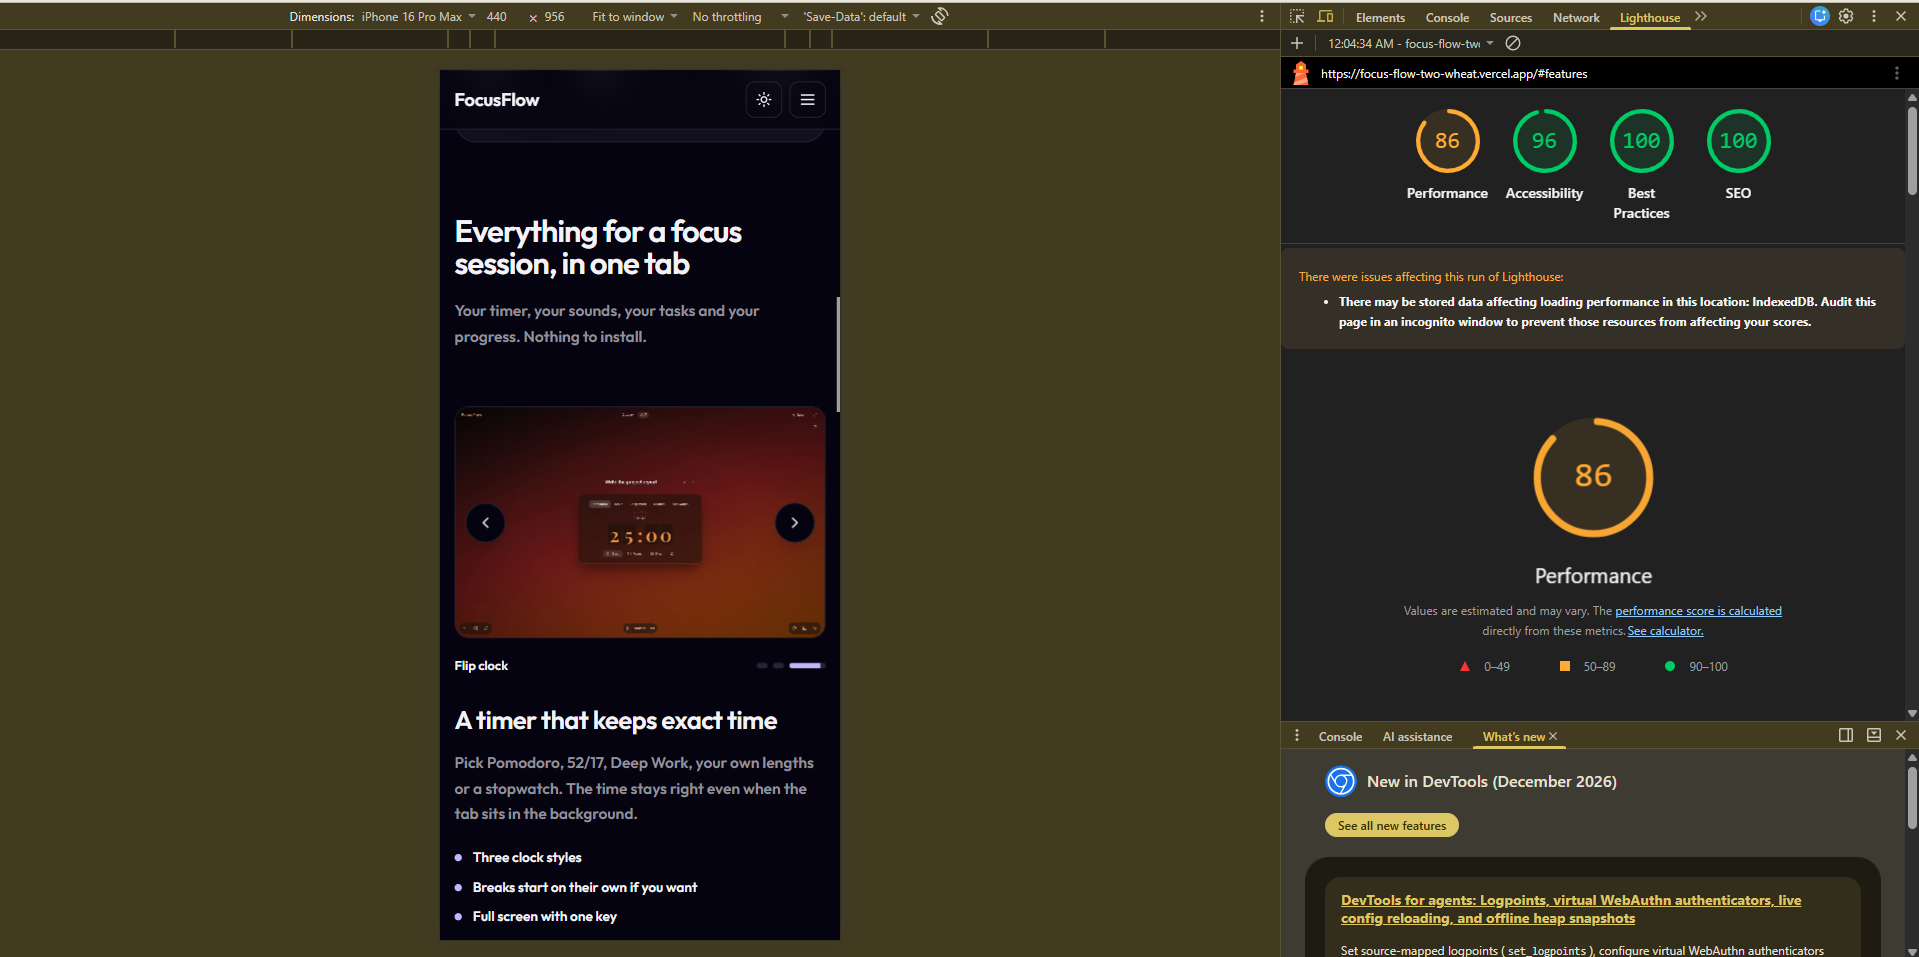 Dimensions: iPhone 16 Pro Max 440 × 956 Fit to window No throttling 'Save-Data': default
Elements Console Sources Network Lighthouse
12:04:34 AM - focus-flow-tw
https://focus-flow-two-wheat.vercel.app/#features
FocusFlow
Everything for a focus
session, in one tab
Your timer, your sounds, your tasks and your
progress. Nothing to install.
25:00
Flip clock
A timer that keeps exact time
Pick Pomodoro, 52/17, Deep Work, your own lengths
or a stopwatch. The time stays right even when the
tab sits in the background.
Three clock styles
Breaks start on their own if you want
Full screen with one key
86
Performance
96
Accessibility
100
Best
Practices
100
SEO
There were issues affecting this run of Lighthouse:
There may be stored data affecting loading performance in this location: IndexedDB. Audit this
page in an incognito window to prevent those resources from affecting your scores.
86
Performance
Values are estimated and may vary. The performance score is calculated
directly from these metrics. See calculator.
0–49 50–89 90–100
Console AI assistance What's new
New in DevTools (December 2026)
See all new features
DevTools for agents: Logpoints, virtual WebAuthn authenticators, live
config reloading, and offline heap snapshots
Set source-mapped logpoints ( set_logpoints ), configure virtual WebAuthn authenticators